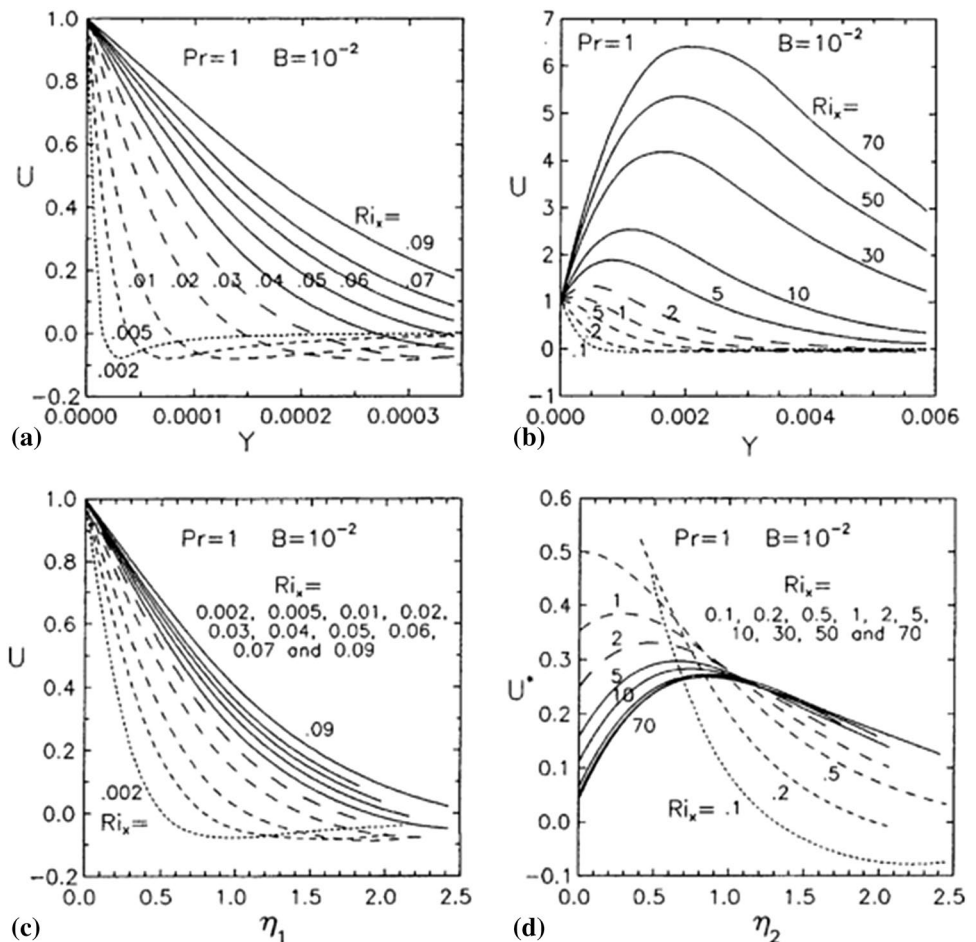 1.0
0.8
0.6
0.4
0.2
0.0
−0.2
U
Pr=1 B=10⁻²
Riₓ=
.09
.07
.06
.05
.04
.03
.02
.01
.005
.002
0.0000 0.0001 0.0002 0.0003
Y
(a)
7
6
5
4
3
2
1
0
−1
U
Pr=1 B=10⁻²
Riₓ=
70
50
30
10
5
.5 1 2
.2
.1
0.000 0.002 0.004 0.006
Y
(b)
1.0
0.8
0.6
0.4
0.2
0.0
−0.2
U
Pr=1 B=10⁻²
Riₓ=
0.002, 0.005, 0.01, 0.02,
0.03, 0.04, 0.05, 0.06,
0.07 and 0.09
.09
.002
Riₓ=
0.0 0.5 1.0 1.5 2.0 2.5
η₁
(c)
0.6
0.5
0.4
0.3
0.2
0.1
0.0
−0.1
U*
Pr=1 B=10⁻²
Riₓ=
0.1, 0.2, 0.5, 1, 2, 5,
10, 30, 50 and 70
1
2
5
10
70
.5
Riₓ= .1 .2
0.0 0.5 1.0 1.5 2.0 2.5
η₂
(d)